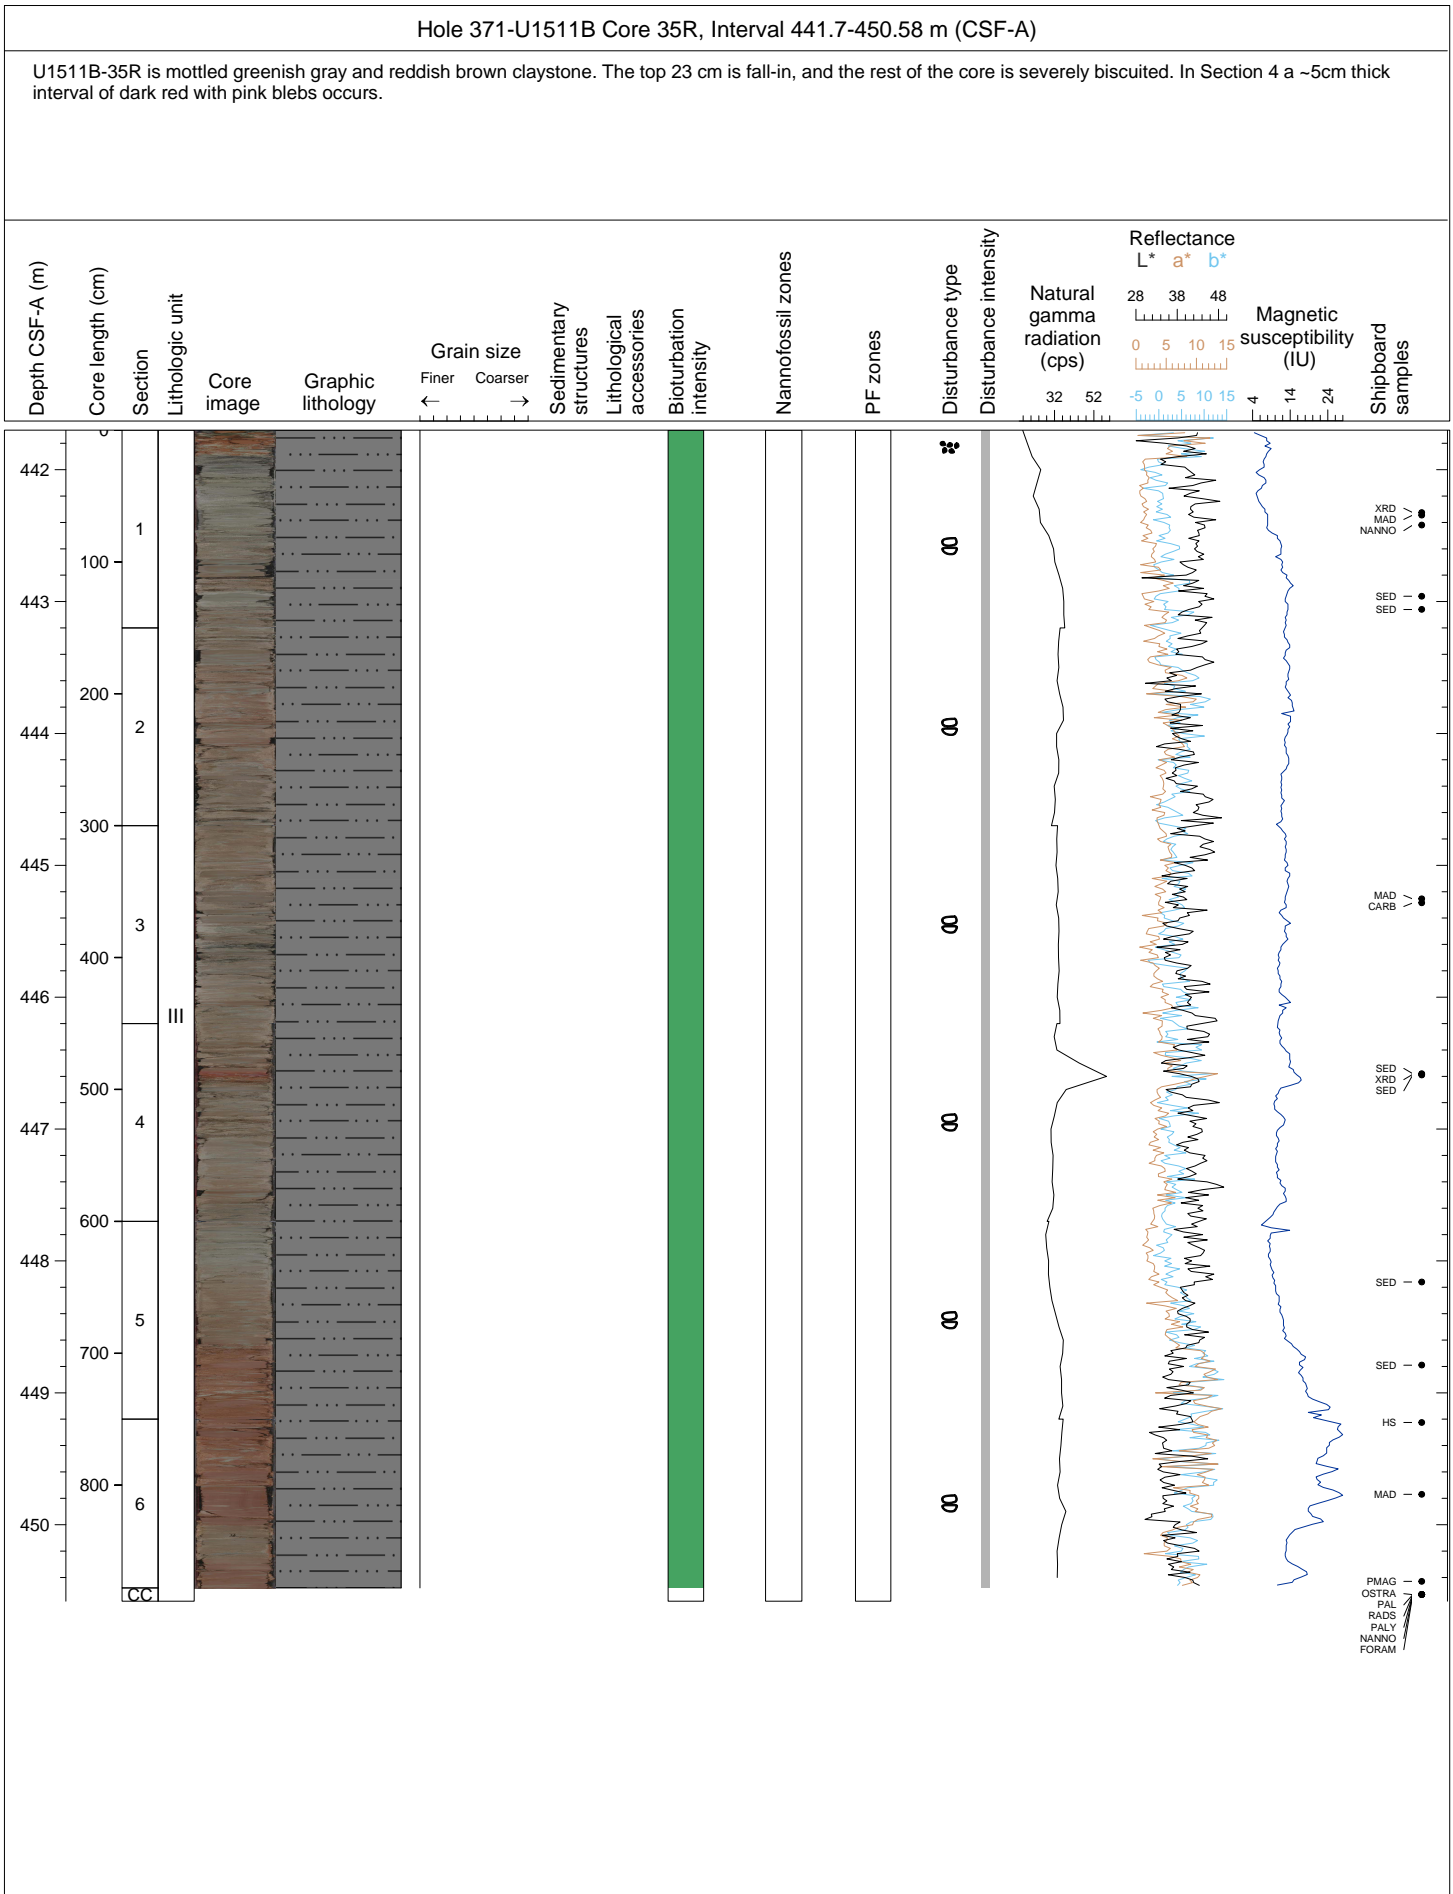 Hole 371-U1511B Core 35R, Interval 441.7-450.58 m (CSF-A)
U1511B-35R is mottled greenish gray and reddish brown claystone. The top 23 cm is fall-in, and the rest of the core is severely biscuited. In Section 4 a ~5cm thick
interval of dark red with pink blebs occurs.
Depth CSF-A (m)
Core length (cm)
Section
Lithologic unit
Core
image
Graphic
lithology
Grain size
Finer Coarser
← →
Sedimentary
structures
Lithological
accessories
Bioturbation
intensity
Nannofossil zones
PF zones
Disturbance type
Disturbance intensity
Natural
gamma
radiation
(cps)
32 52
Reflectance
L* a* b*
28 38 48
0 5 10 15
-5 0 5 10 15
Magnetic
susceptibility
(IU)
4 14 24
Shipboard
samples
0
442
1
100
443
200
2
444
300
445
3
400
446
III
500
4
447
600
448
5
700
449
800
6
450
CC
XRD
MAD
NANNO
SED
SED
MAD
CARB
SED
XRD
SED
SED
SED
HS
MAD
PMAG
OSTRA
PAL
RADS
PALY
NANNO
FORAM